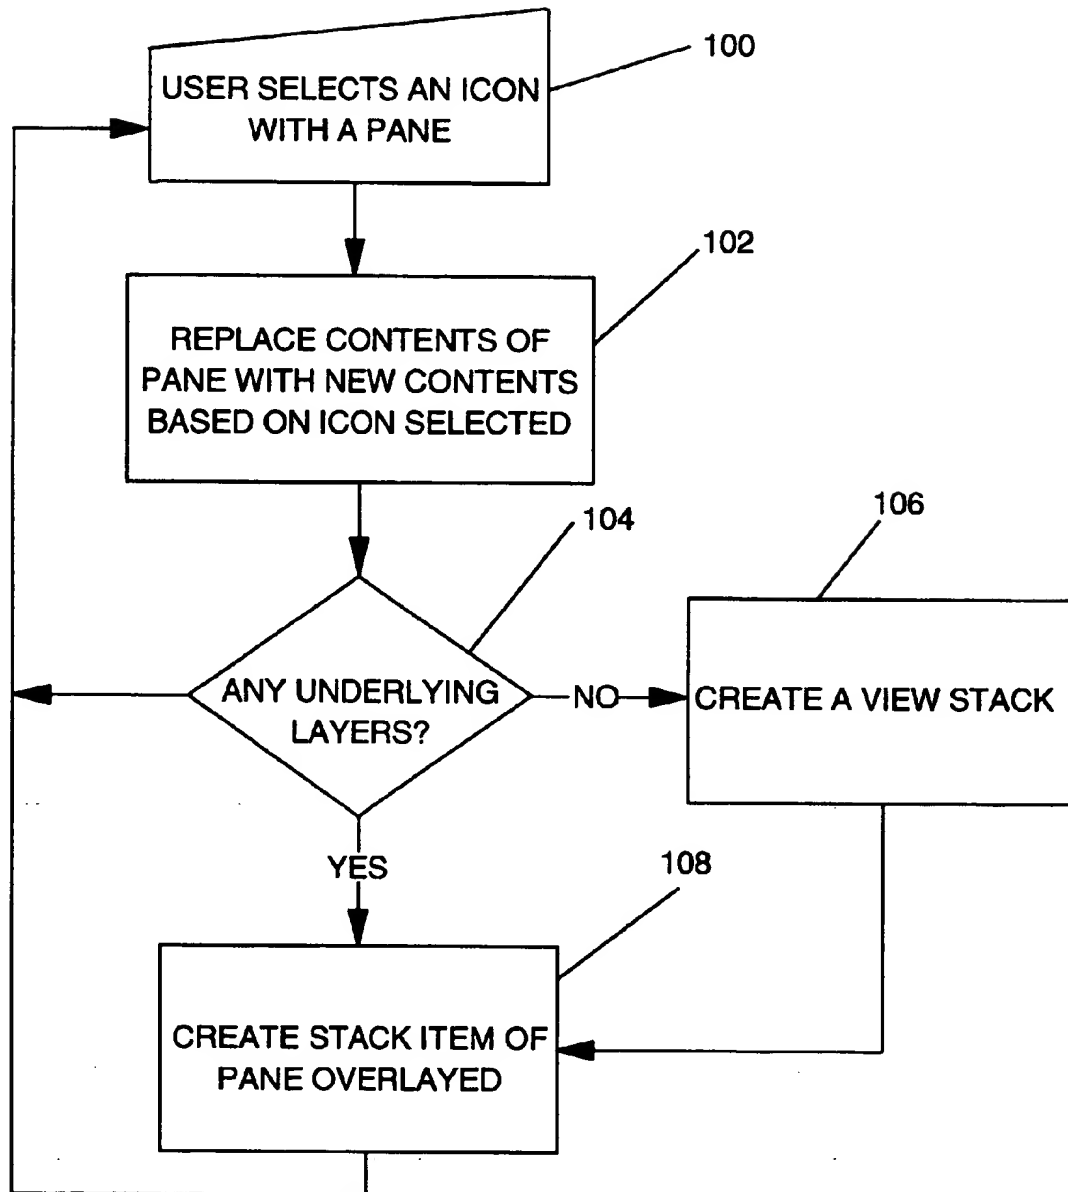 100
USER SELECTS AN ICON
WITH A PANE
102
REPLACE CONTENTS OF
PANE WITH NEW CONTENTS
BASED ON ICON SELECTED
104
106
ANY UNDERLYING
LAYERS?
NO
CREATE A VIEW STACK
YES
108
CREATE STACK ITEM OF
PANE OVERLAYED